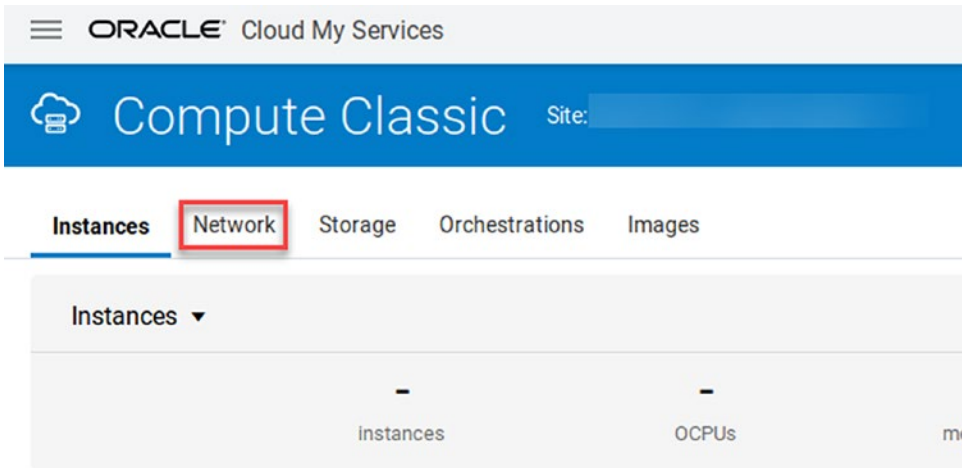 ORACLE Cloud My Services
Compute Classic Site:
Instances Network Storage Orchestrations Images
Instances
- -
instances OCPUs